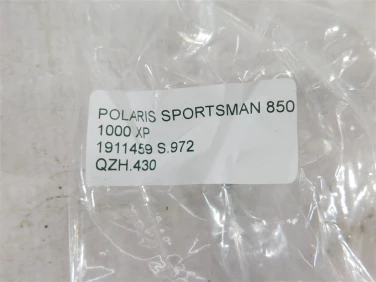 POLARIS SPORTSMAN 850
1000 XP
1911459 S.972
QZH.430